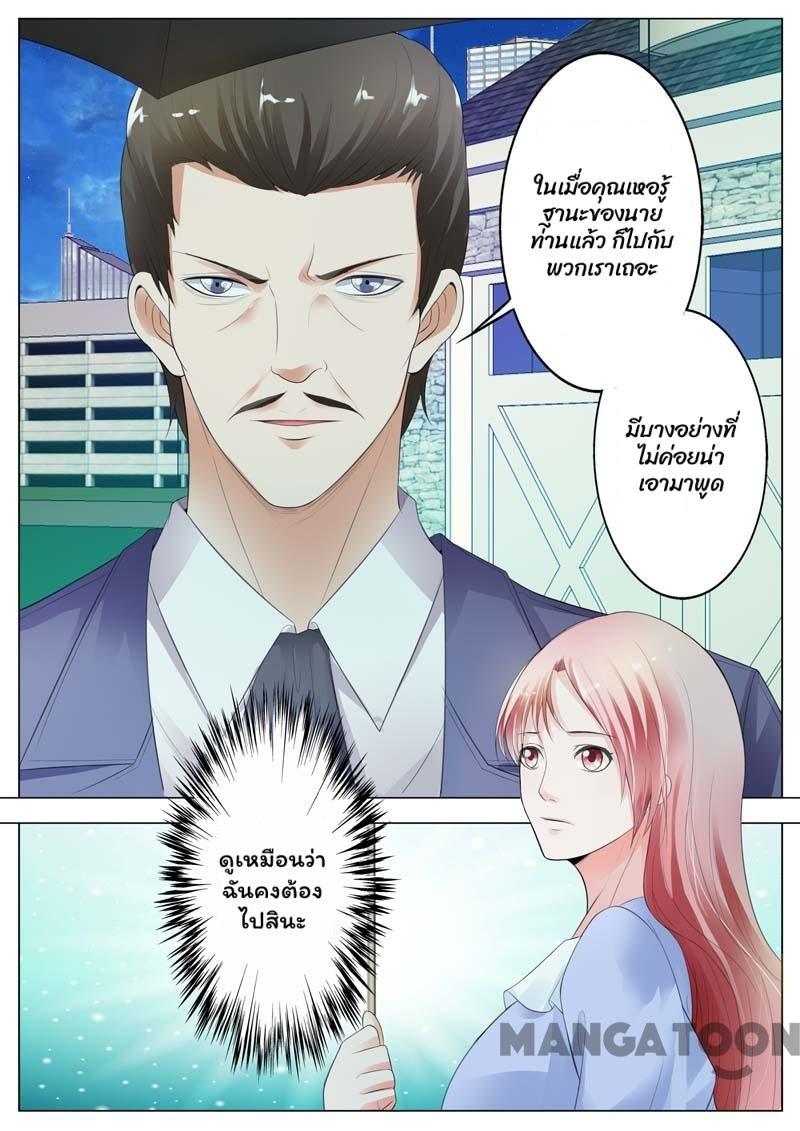 ในเมื่อคุณเหอรู้
ฐานะของนาย
ท่านแล้ว ก็ไปกับ
พวกเราเถอะ
มีบางอย่างที่
ไม่ค่อยน่า
เอามาพูด
ดูเหมือนว่า
ฉันคงต้อง
ไปสินะ
MANGATOON